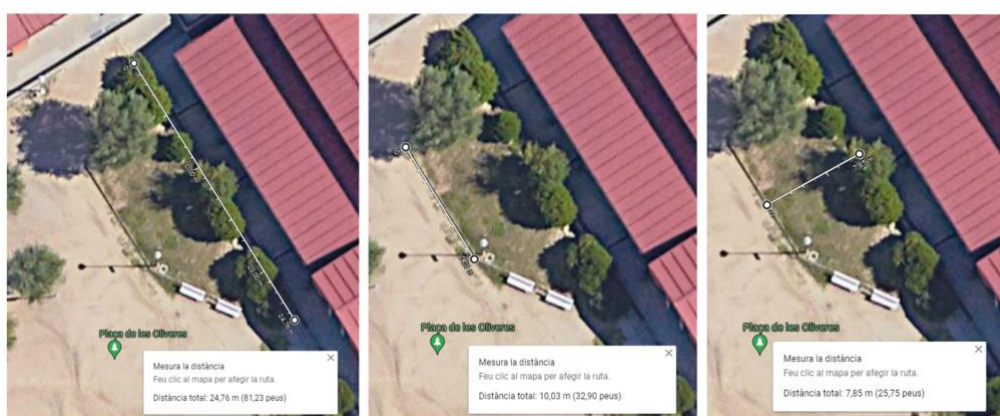 Plaça de les Oliveres
Mesura la distància
Feu clic al mapa per afegir la ruta.
Distància total: 24,76 m (81,23 peus)
Plaça de les Oliveres
Mesura la distància
Feu clic al mapa per afegir la ruta.
Distància total: 10,03 m (32,90 peus)
Plaça de les Oliveres
Mesura la distància
Feu clic al mapa per afegir la ruta.
Distància total: 7,85 m (25,75 peus)